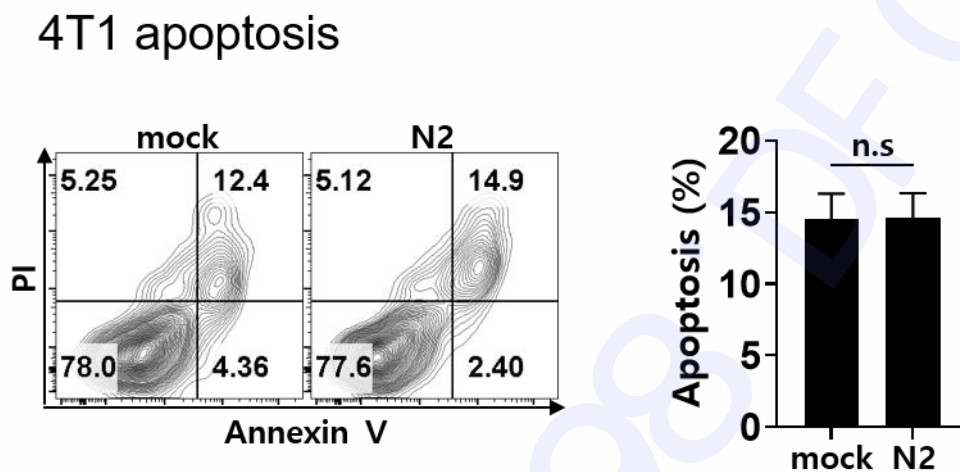 4T1 apoptosis
mock
N2
5.25
12.4
5.12
14.9
78.0
4.36
77.6
2.40
PI
Annexin V
20
15
10
5
0
Apoptosis (%)
n.s
mock
N2